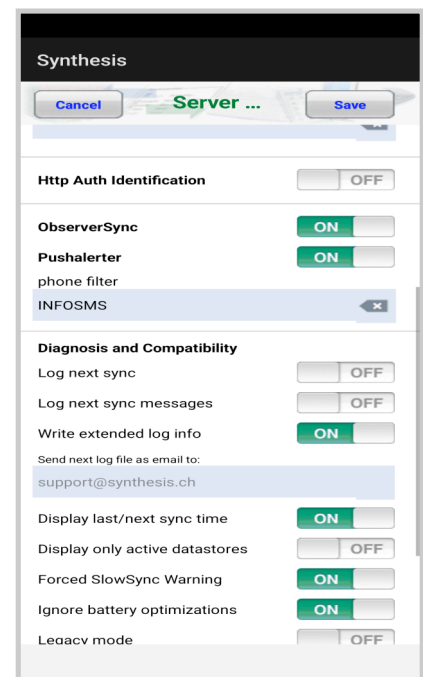 Synthesis
Cancel Server ... Save
Http Auth Identification OFF
ObserverSync ON
Pushalerter ON
phone filter
INFOSMS
Diagnosis and Compatibility
Log next sync OFF
Log next sync messages OFF
Write extended log info ON
Send next log file as email to:
support@synthesis.ch
Display last/next sync time ON
Display only active datastores OFF
Forced SlowSync Warning ON
Ignore battery optimizations ON
Legacy mode OFF